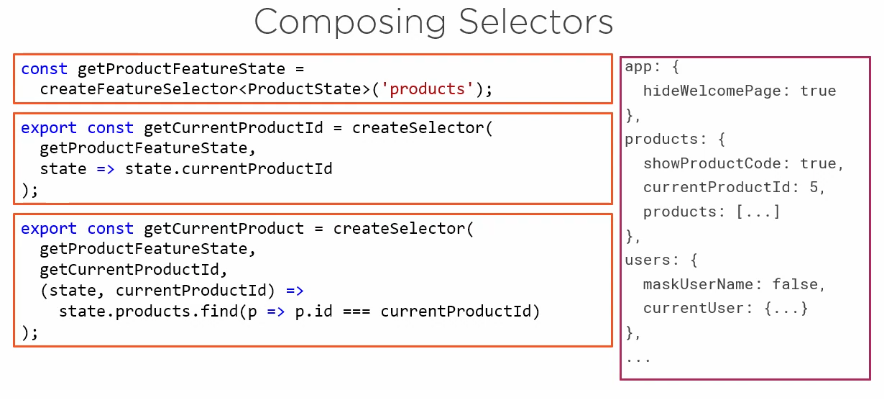 Composing Selectors
const getProductFeatureState =
createFeatureSelector<ProductState>('products');
export const getCurrentProductId = createSelector(
getProductFeatureState,
state => state.currentProductId
);
export const getCurrentProduct = createSelector(
getProductFeatureState,
getCurrentProductId,
(state, currentProductId) =>
state.products.find(p => p.id === currentProductId)
);
app: {
hideWelcomePage: true
},
products: {
showProductCode: true,
currentProductId: 5,
products: [...]
},
users: {
maskUserName: false,
currentUser: {...}
},
...